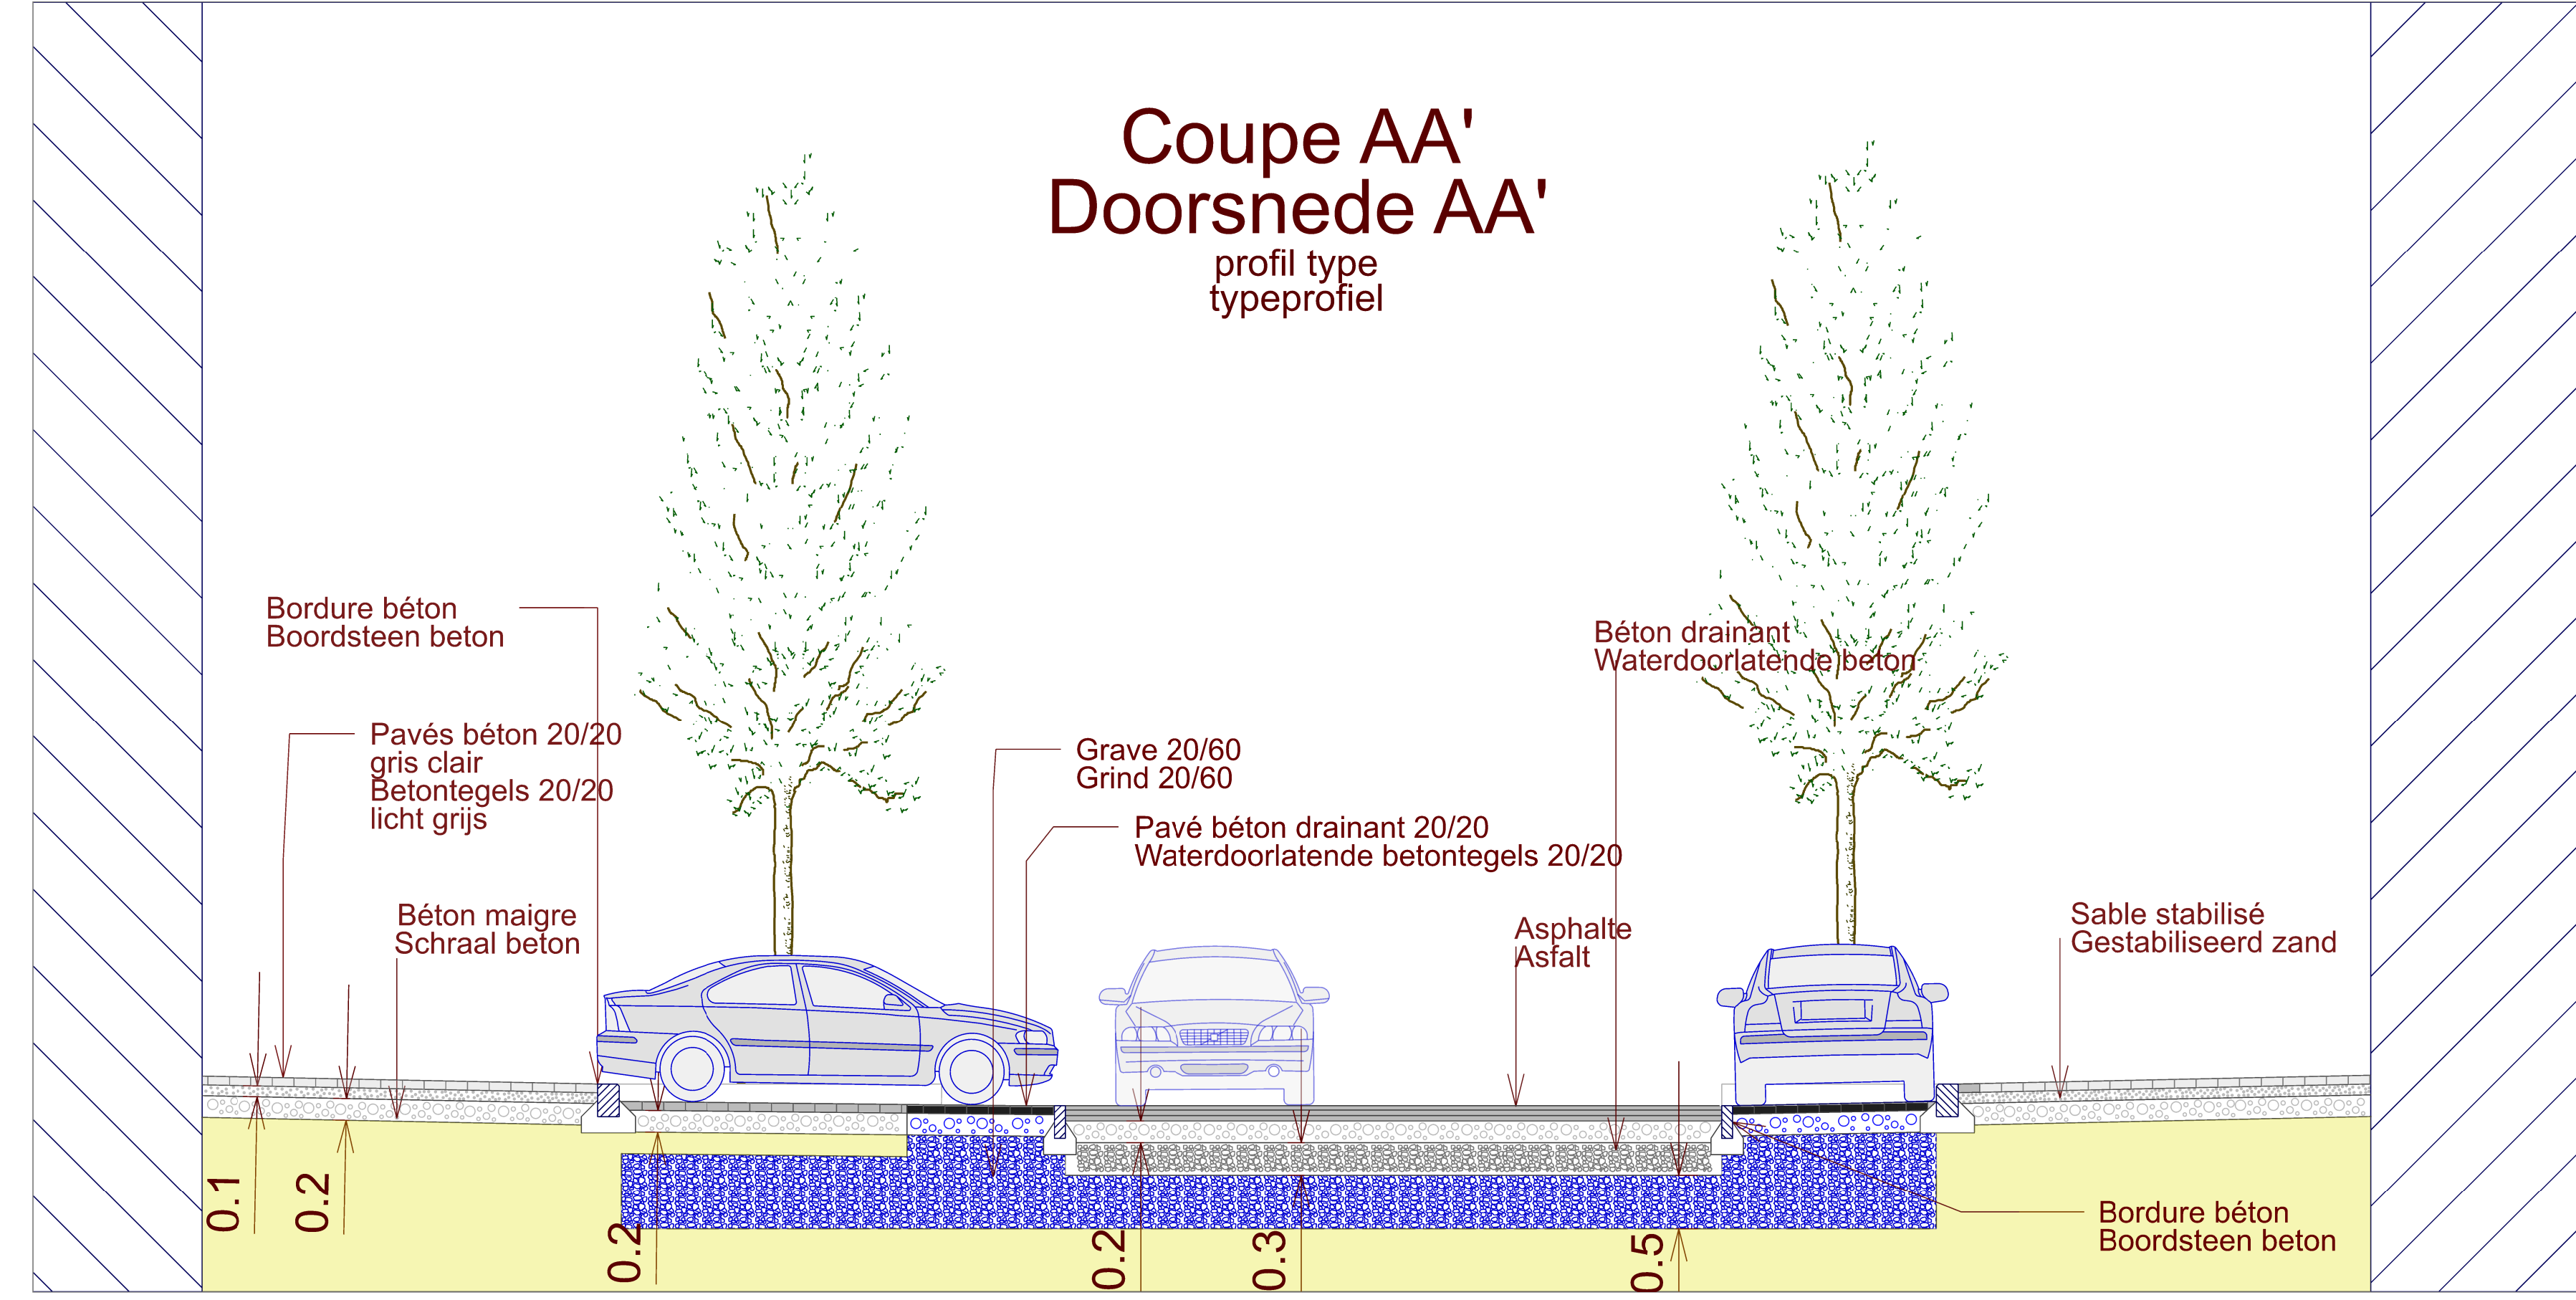 Coupe AA'
Doorsnede AA'
profil type
typeprofiel
Bordure béton
Boordsteen beton
Béton drainant
Waterdoorlatende beton
Pavés béton 20/20
gris clair
Betontegels 20/20
licht grijs
Grave 20/60
Grind 20/60
Pavé béton drainant 20/20
Waterdoorlatende betontegels 20/20
Béton maigre
Schraal beton
Asphalte
Asfalt
Sable stabilisé
Gestabiliseerd zand
0.1
0.2
0.2
0.2
0.3
0.5
Bordure béton
Boordsteen beton